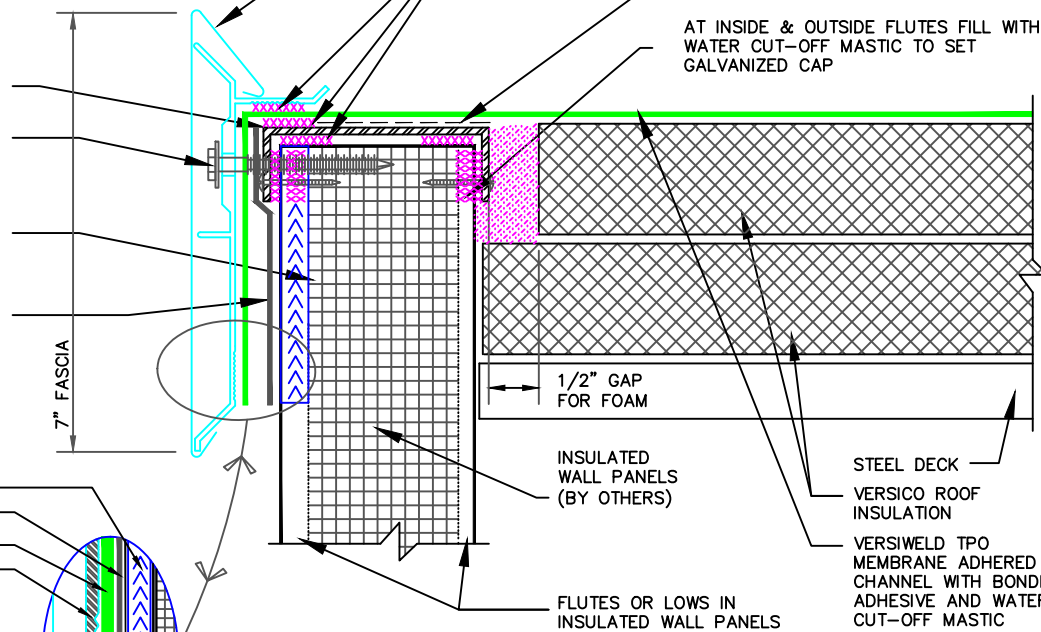 AT INSIDE & OUTSIDE FLUTES FILL WITH
WATER CUT-OFF MASTIC TO SET
GALVANIZED CAP
7" FASCIA
1/2" GAP
FOR FOAM
INSULATED
WALL PANELS
(BY OTHERS)
STEEL DECK
VERSICO ROOF
INSULATION
VERSIWELD TPO
MEMBRANE ADHERED
CHANNEL WITH
ADHESIVE AND WATER
CUT-OFF MASTIC
FLUTES OR LOWS IN
INSULATED WALL PANELS